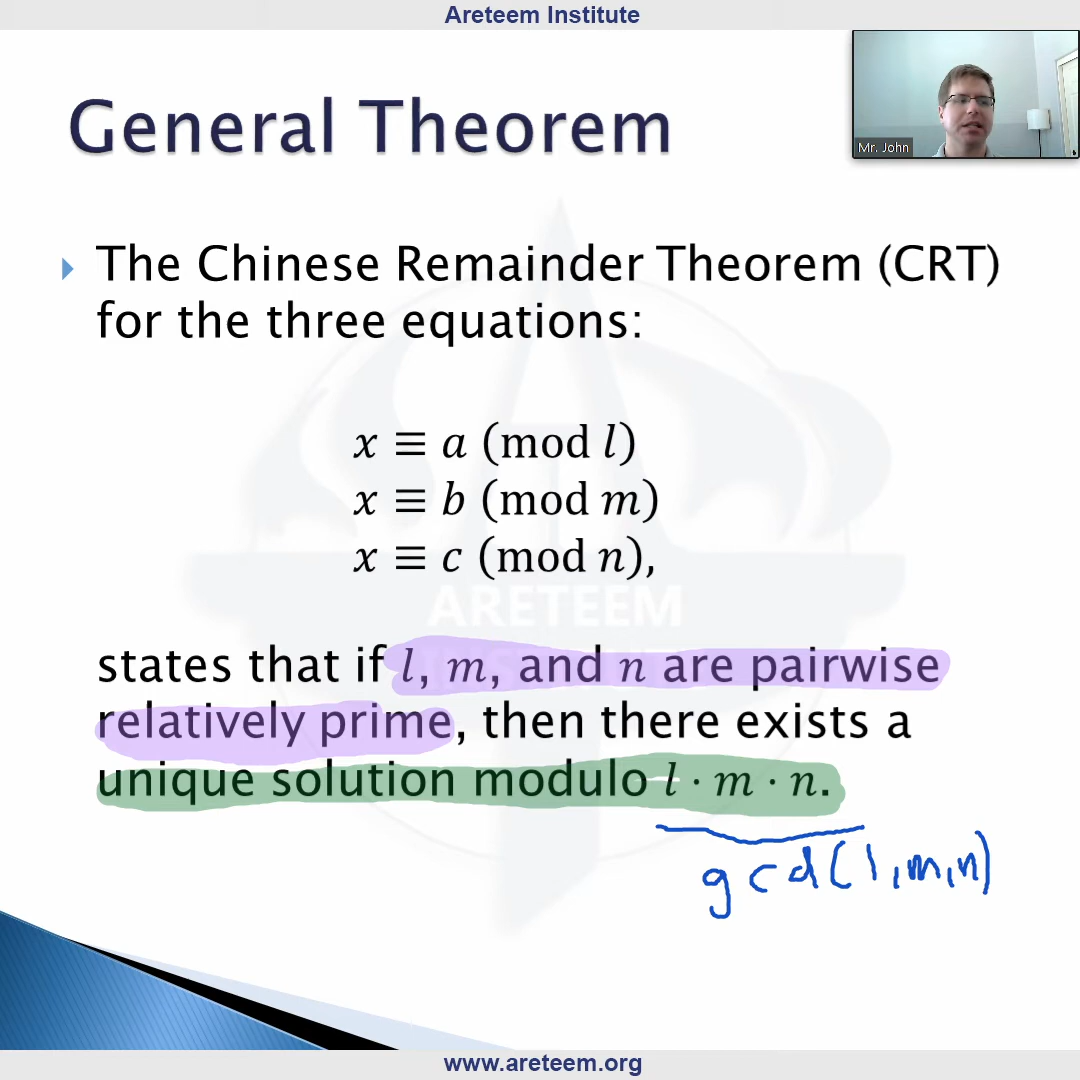 Areteem Institute
General Theorem
Mr. John
The Chinese Remainder Theorem (CRT)
for the three equations:
x ≡ a (mod l)
x ≡ b (mod m)
x ≡ c (mod n),
ARETEEM
states that if l, m, and n are pairwise
relatively prime, then there exists a
unique solution modulo l · m · n.
gcd(l,m,n)
www.areteem.org